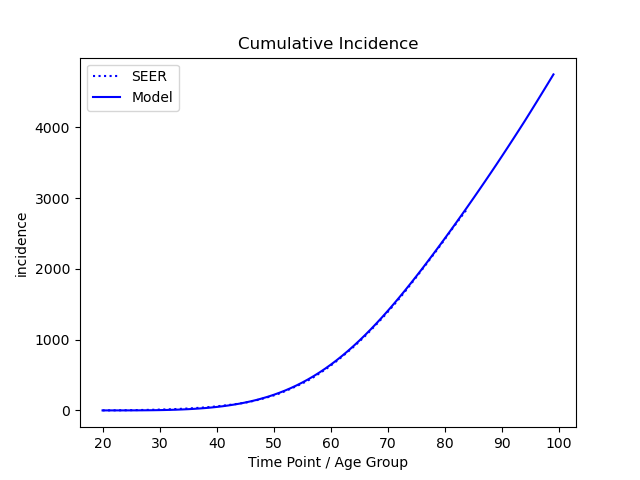 Cumulative Incidence
SEER
Model
incidence
4000
3000
2000
1000
0
20 30 40 50 60 70 80 90 100
Time Point / Age Group